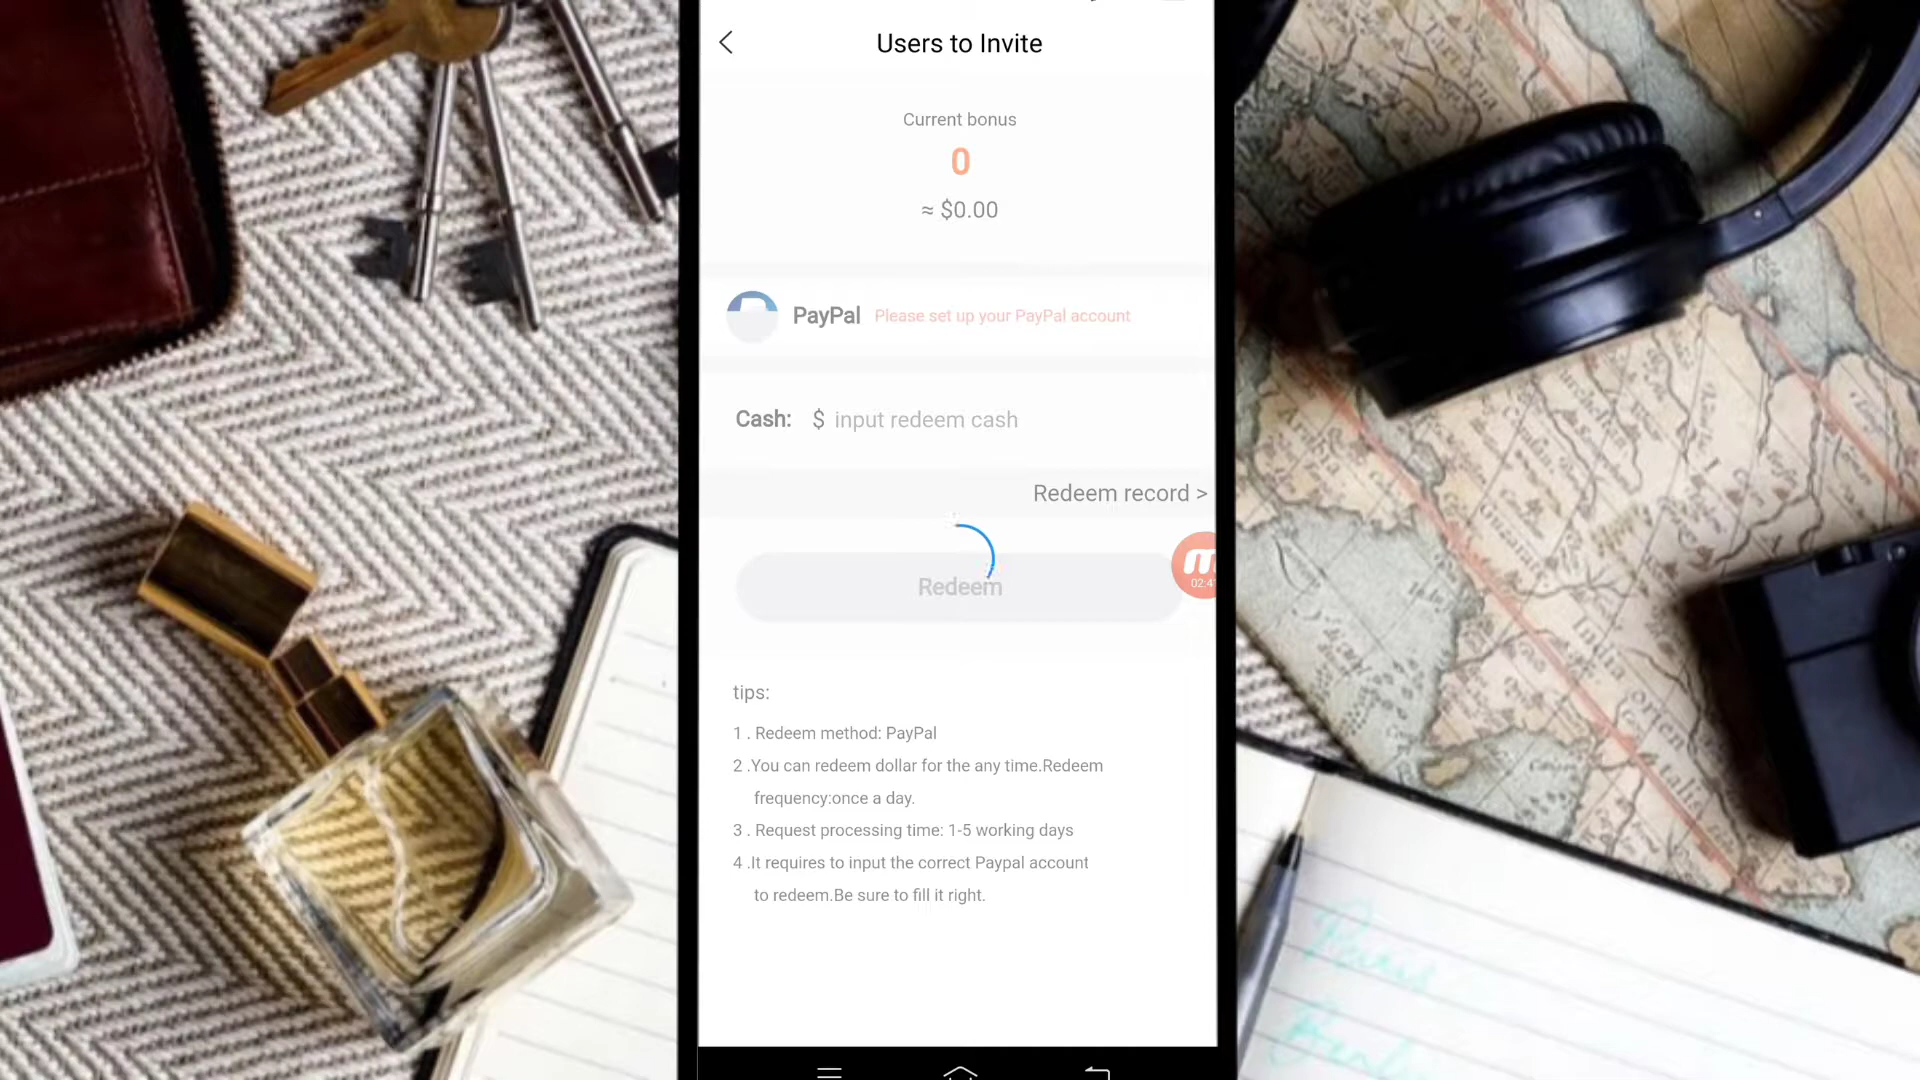 Users to Invite
Current bonus
0
≈ $0.00
PayPal Please set up your PayPal account
Cash: $ input redeem cash
Redeem record >
Redeem
02:4
tips:
1 . Redeem method: PayPal
2 .You can redeem dollar for the any time.Redeem
frequency:once a day.
3 . Request processing time: 1-5 working days
4 .It requires to input the correct Paypal account
to redeem.Be sure to fill it right.